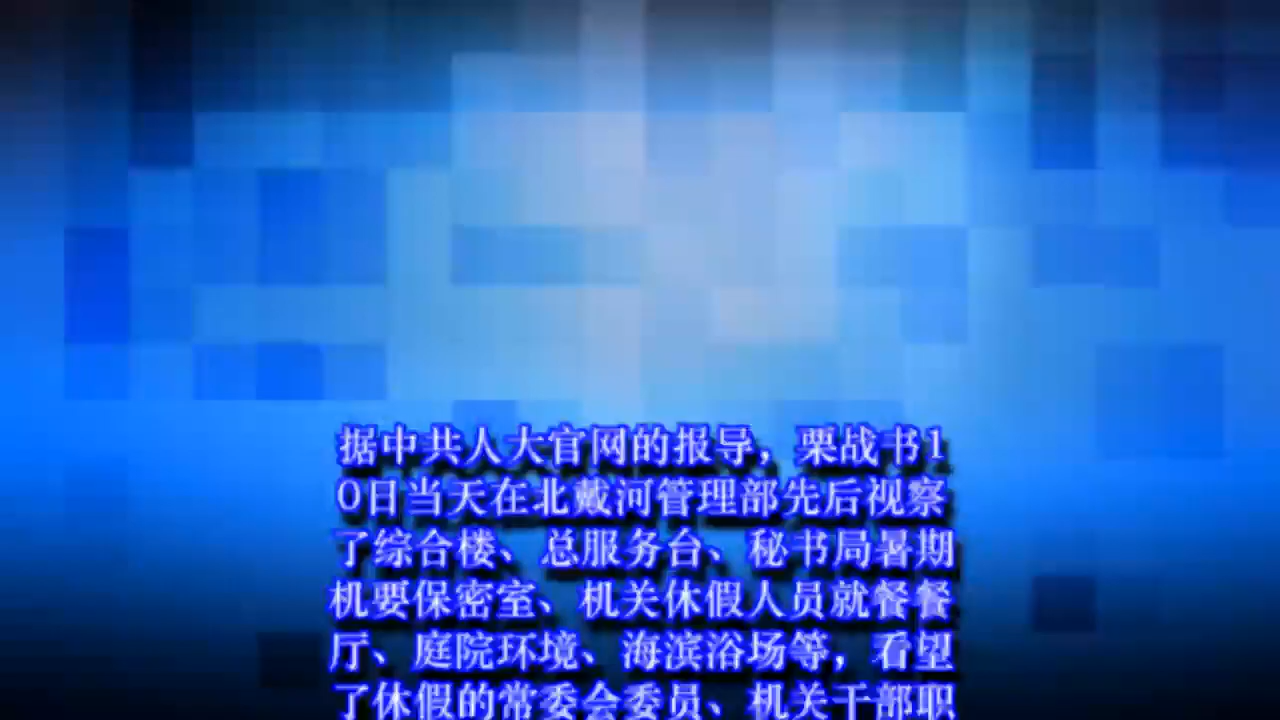 据中共人大官网的报导，栗战书1
0日当天在北戴河管理部先后视察
了综合楼、总服务台、秘书局暑期
机要保密室、机关休假人员就餐餐
厅、庭院环境、海滨浴场等，看望
了休假的常委会委员、机关干部职